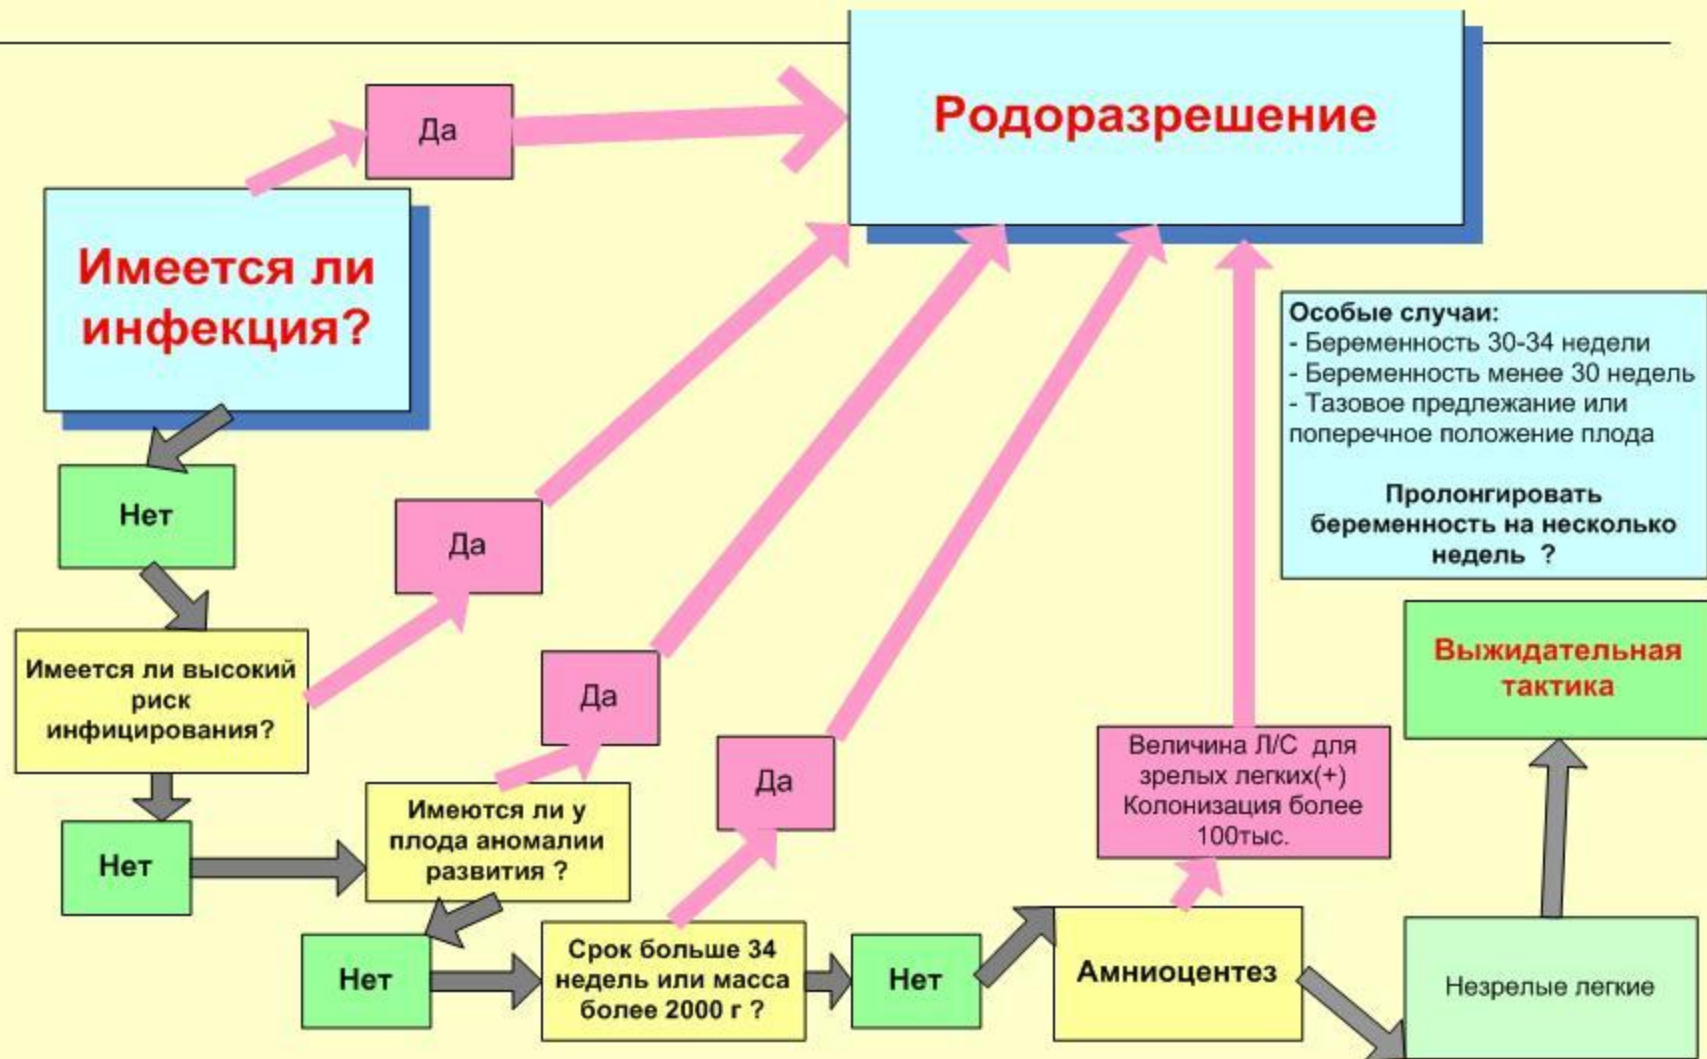 Родоразрешение
Да
Имеется ли
инфекция?
Особые случаи:
- Беременность 30-34 недели
- Беременность менее 30 недель
- Тазовое предлежание или
поперечное положение плода
Пролонгировать
беременность на несколько
недель ?
Нет
Да
Имеется ли высокий
риск
инфицирования?
Да
Выжидательная
тактика
Да
Величина Л/С для
зрелых легких(+)
Колонизация более
100тыс.
Нет
Имеются ли у
плода аномалии
развития ?
Нет
Срок больше 34
недель или масса
более 2000 г ?
Нет
Амниоцентез
Незрелые легкие